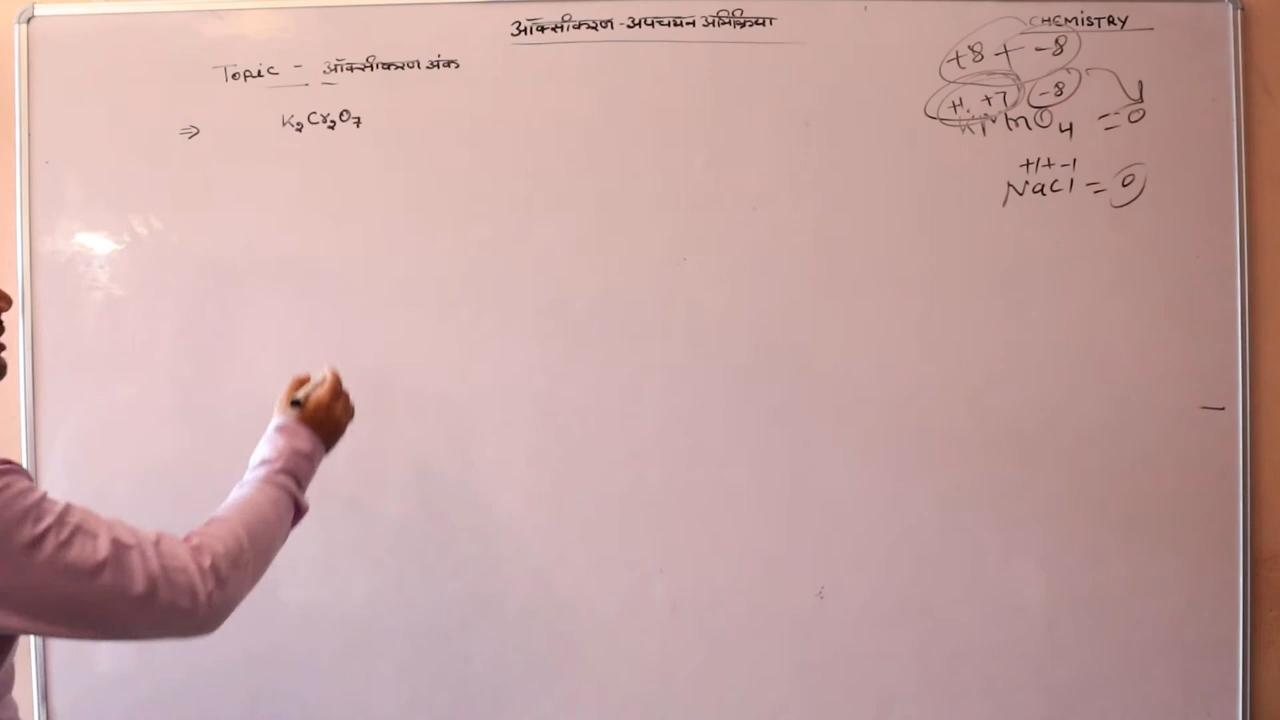 ऑक्सीकरण-अपचयन अभिक्रिया
CHEMISTRY
Topic - ऑक्सीकरण अंक
⇒ K₂Cr₂O₇
+8 + -8
+1 +7 -8
KMnO₄ = 0
+1 + -1
NaCl = 0